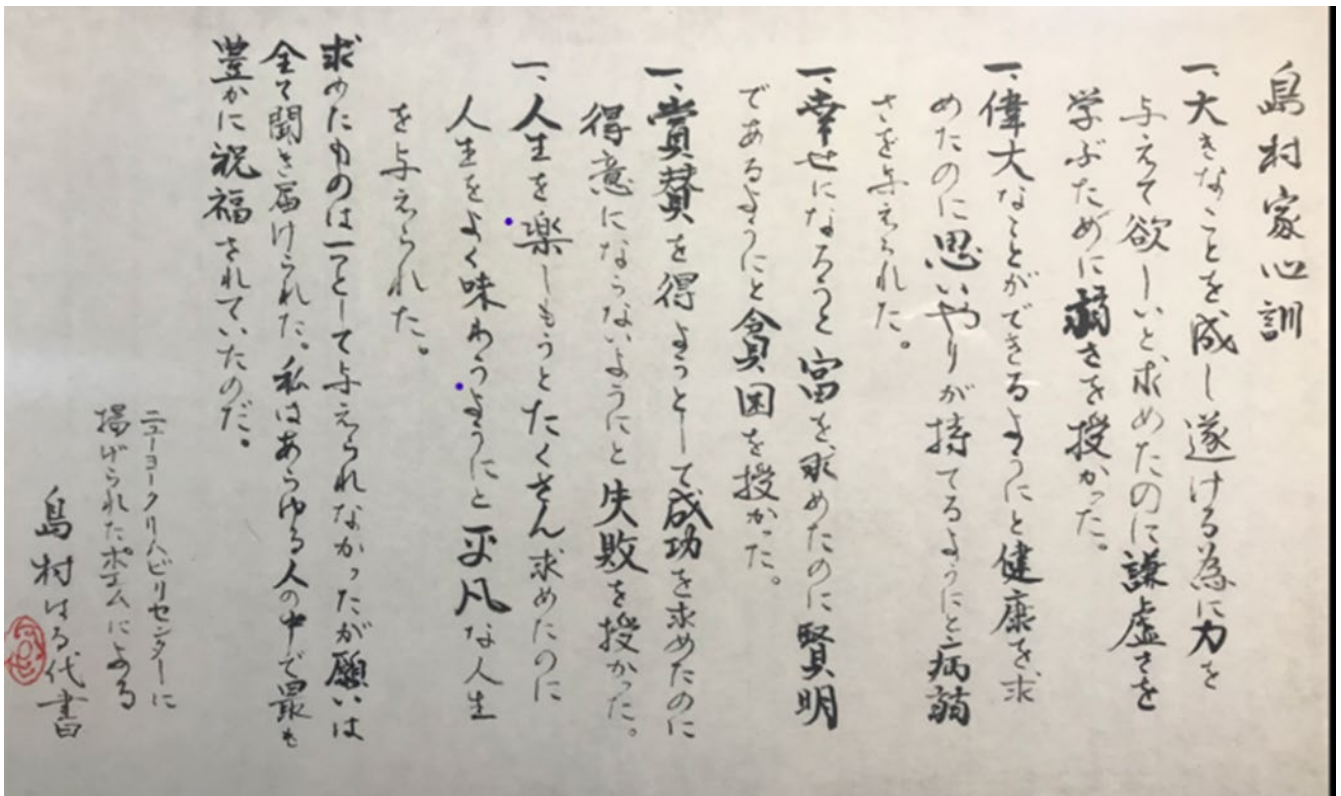 島村家心訓
一、大きなことを成し遂げる為に力を
与えて欲しいと求めたのに謙虚さを
学ぶために弱さを授かった。
一、偉大なことができるようにと健康を求
めたのに思いやりが持てるようにと病弱
さを与えられた。
一、幸せになろうと富を求めたのに賢明
であるようにと貧困を授かった。
一、賞賛を得ようとして成功を求めたのに
得意にならないようにと失敗を授かった。
一、人生を楽しもうとたくさん求めたのに
人生をよく味わうようにと平凡な人生
を与えられた。
求めたものは一つとして与えられなかったが願いは
全て聞き届けられた。私はあらゆる人の中で最も
豊かに祝福されていたのだ。
ニューヨークリハビリセンターに
掲げられたポエムによる
島村はる代書